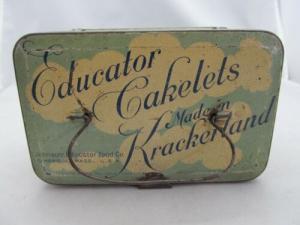 Educator
Cakelets
Made in
Krackerland
Johnson Educator Food Co.
Cambridge, Mass., U.S.A.